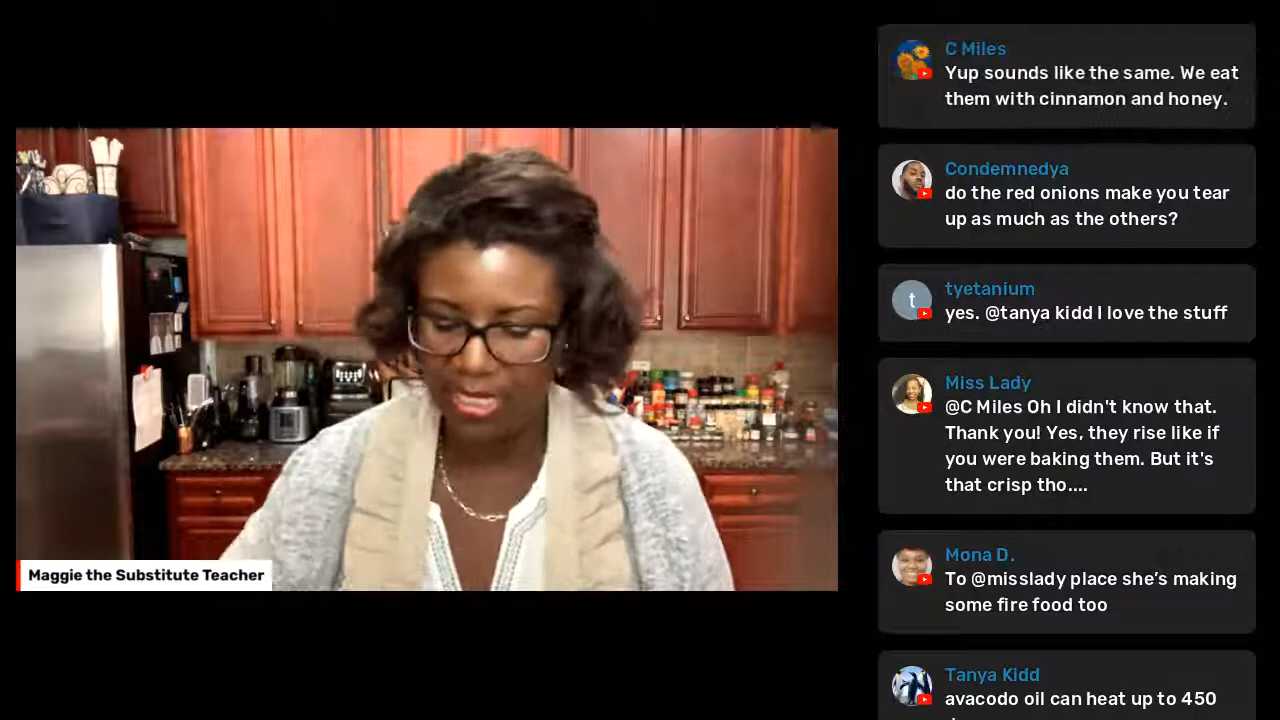 C Miles
Yup sounds like the same. We eat
them with cinnamon and honey.
Condemnedya
do the red onions make you tear
up as much as the others?
t
tyetanium
yes. @tanya kidd I love the stuff
Miss Lady
@C Miles Oh I didn't know that.
Thank you! Yes, they rise like if
you were baking them. But it's
that crisp tho....
Mona D.
To @misslady place she’s making
some fire food too
Tanya Kidd
avacodo oil can heat up to 450
Maggie the Substitute Teacher